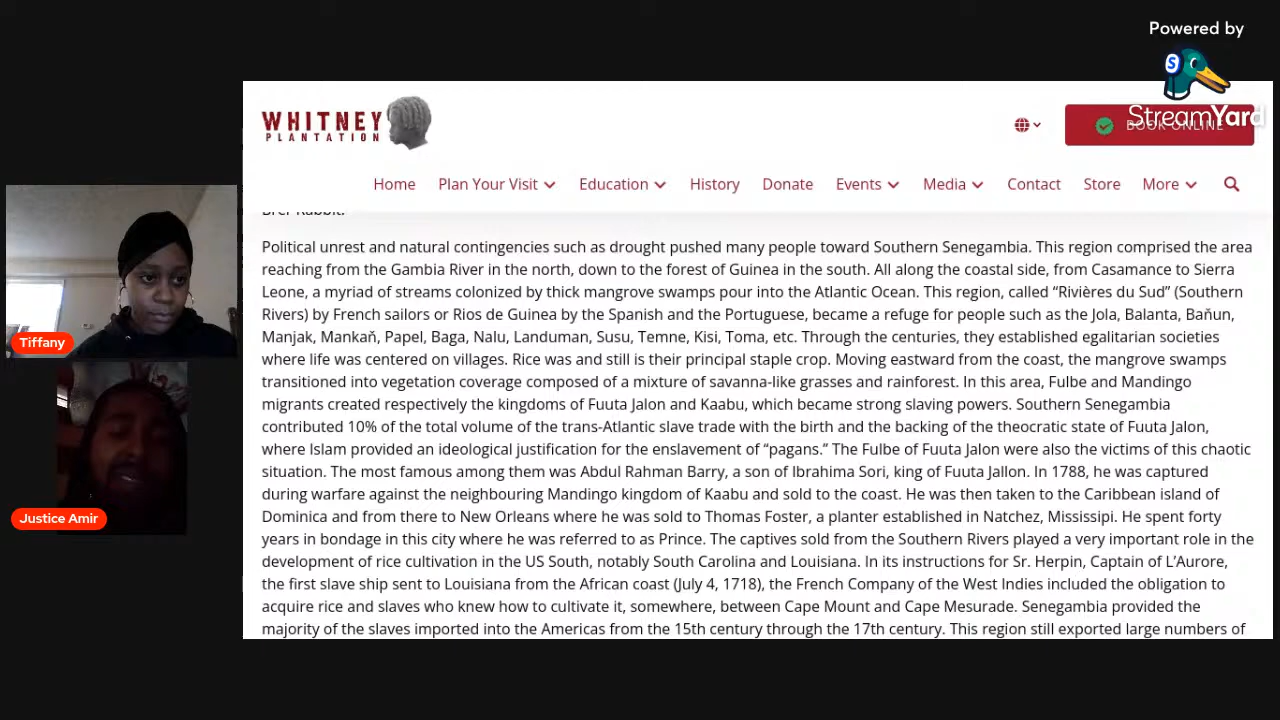 Powered by
StreamYard
WHITNEY
PLANTATION
BOOK ONLINE
Home Plan Your Visit Education History Donate Events Media Contact Store More
Brer Rabbit.
Political unrest and natural contingencies such as drought pushed many people toward Southern Senegambia. This region comprised the area
reaching from the Gambia River in the north, down to the forest of Guinea in the south. All along the coastal side, from Casamance to Sierra
Leone, a myriad of streams colonized by thick mangrove swamps pour into the Atlantic Ocean. This region, called “Rivières du Sud” (Southern
Rivers) by French sailors or Rios de Guinea by the Spanish and the Portuguese, became a refuge for people such as the Jola, Balanta, Baňun,
Manjak, Mankaň, Papel, Baga, Nalu, Landuman, Susu, Temne, Kisi, Toma, etc. Through the centuries, they established egalitarian societies
where life was centered on villages. Rice was and still is their principal staple crop. Moving eastward from the coast, the mangrove swamps
transitioned into vegetation coverage composed of a mixture of savanna-like grasses and rainforest. In this area, Fulbe and Mandingo
migrants created respectively the kingdoms of Fuuta Jalon and Kaabu, which became strong slaving powers. Southern Senegambia
contributed 10% of the total volume of the trans-Atlantic slave trade with the birth and the backing of the theocratic state of Fuuta Jalon,
where Islam provided an ideological justification for the enslavement of “pagans.” The Fulbe of Fuuta Jalon were also the victims of this chaotic
situation. The most famous among them was Abdul Rahman Barry, a son of Ibrahima Sori, king of Fuuta Jallon. In 1788, he was captured
during warfare against the neighbouring Mandingo kingdom of Kaabu and sold to the coast. He was then taken to the Caribbean island of
Dominica and from there to New Orleans where he was sold to Thomas Foster, a planter established in Natchez, Missisipi. He spent forty
years in bondage in this city where he was referred to as Prince. The captives sold from the Southern Rivers played a very important role in the
development of rice cultivation in the US South, notably South Carolina and Louisiana. In its instructions for Sr. Herpin, Captain of L’Aurore,
the first slave ship sent to Louisiana from the African coast (July 4, 1718), the French Company of the West Indies included the obligation to
acquire rice and slaves who knew how to cultivate it, somewhere, between Cape Mount and Cape Mesurade. Senegambia provided the
majority of the slaves imported into the Americas from the 15th century through the 17th century. This region still exported large numbers of
Tiffany
Justice Amir